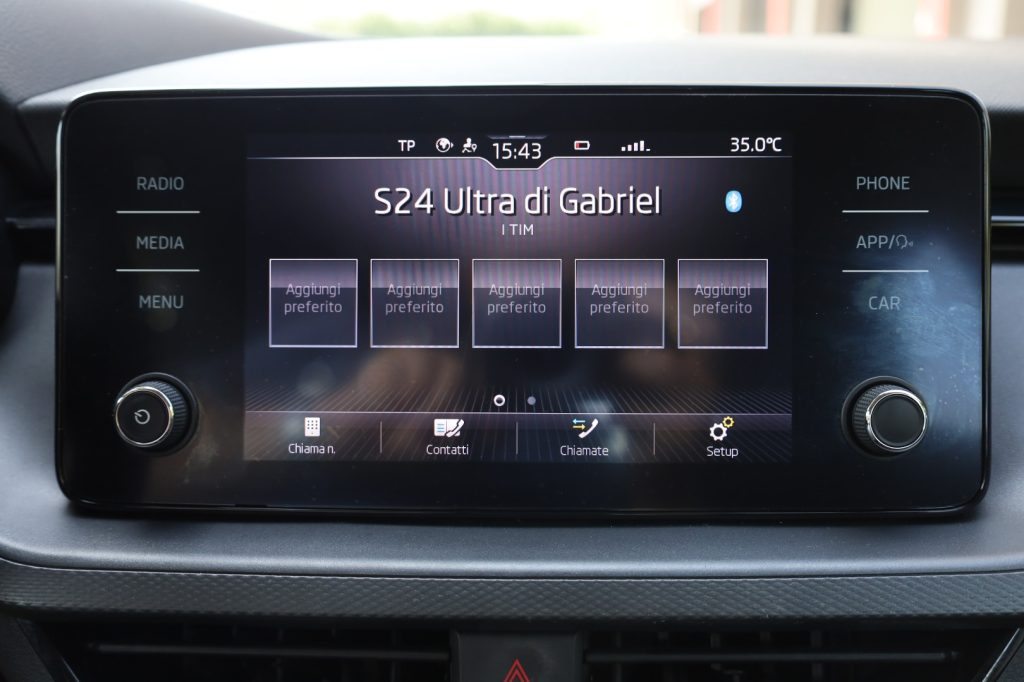 TP 15:43 35.0°C
S24 Ultra di Gabriel
I TIM
RADIO
MEDIA
MENU
Aggiungi
preferito
Aggiungi
preferito
Aggiungi
preferito
Aggiungi
preferito
Aggiungi
preferito
PHONE
APP/
CAR
Chiama n.
Contatti
Chiamate
Setup